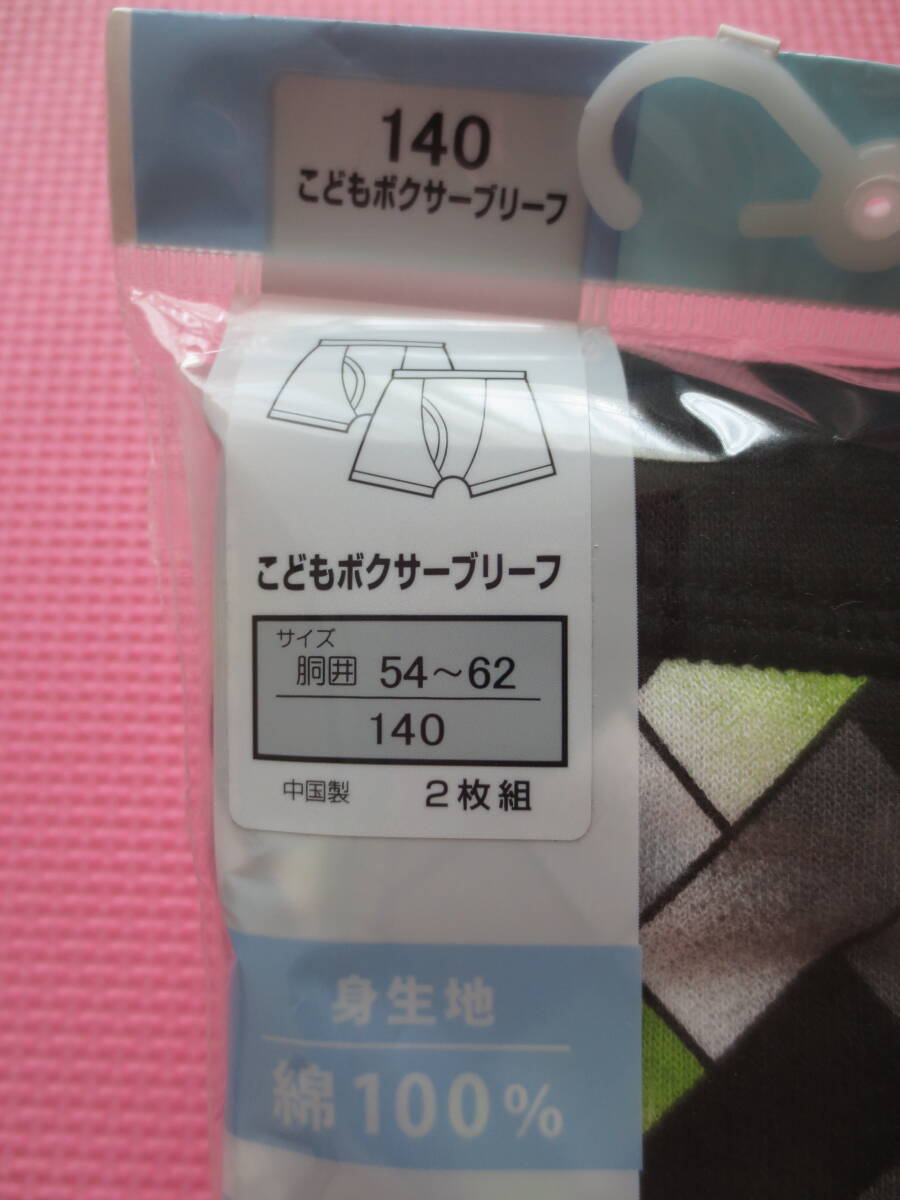 140
こどもボクサーブリーフ
こどもボクサーブリーフ
サイズ
胴囲 54～62
140
中国製 2枚組
身生地
綿100%